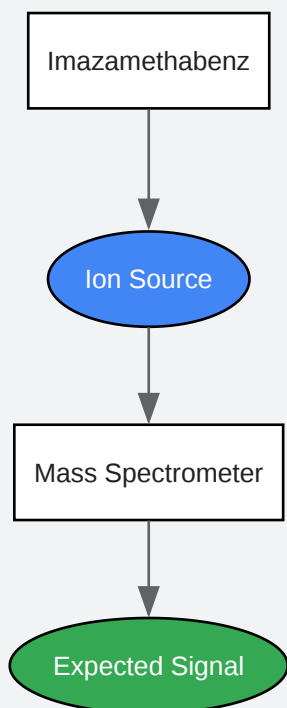 Imazamethabenz
Ion Source
Mass Spectrometer
Expected Signal